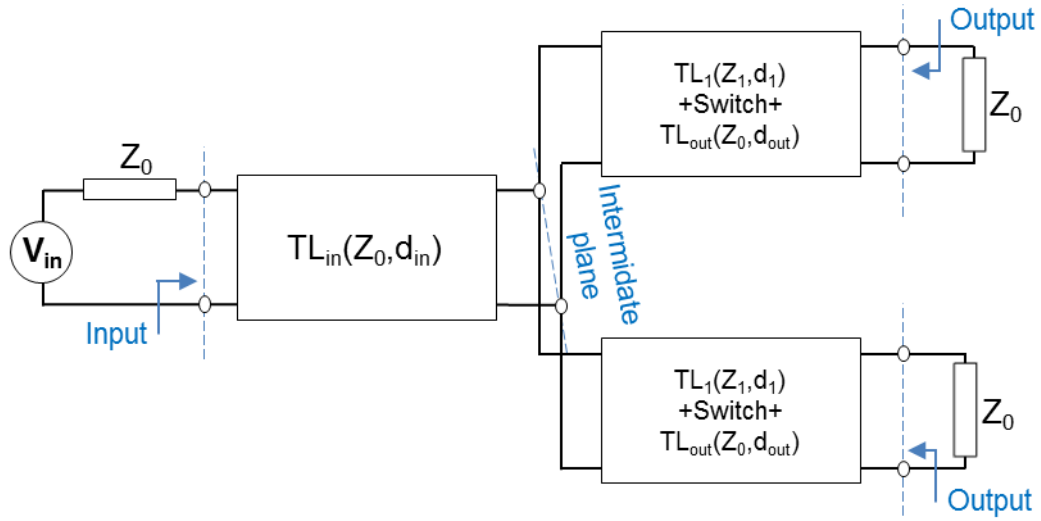 Output
TL₁(Z₁,d₁)
+Switch+
TLout(Z₀,dout)
Z₀
Z₀
Vin
TLin(Z₀,din)
Intermidate
plane
Input
TL₁(Z₁,d₁)
+Switch+
TLout(Z₀,dout)
Z₀
Output